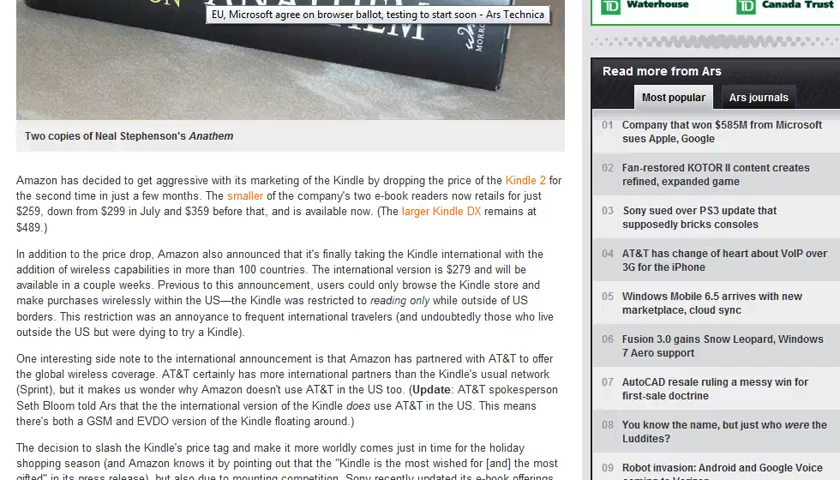 EU, Microsoft agree on browser ballot, testing to start soon - Ars Technica
Two copies of Neal Stephenson's Anathem
Amazon has decided to get aggressive with its marketing of the Kindle by dropping the price of the Kindle 2 for
the second time in just a few months. The smaller of the company's two e-book readers now retails for just
$259, down from $299 in July and $359 before that, and is available now. (The larger Kindle DX remains at
$489.)
In addition to the price drop, Amazon also announced that it's finally taking the Kindle international with the
addition of wireless capabilities in more than 100 countries. The international version is $279 and will be
available in a couple weeks. Previous to this announcement, users could only browse the Kindle store and
make purchases wirelessly within the US—the Kindle was restricted to reading only while outside of US
borders. This restriction was an annoyance to frequent international travelers (and undoubtedly those who live
outside the US but were dying to try a Kindle).
One interesting side note to the international announcement is that Amazon has partnered with AT&T to offer
the global wireless coverage. AT&T certainly has more international partners than the Kindle's usual network
(Sprint), but it makes us wonder why Amazon doesn't use AT&T in the US too. (Update: AT&T spokesperson
Seth Bloom told Ars that the the international version of the Kindle does use AT&T in the US. This means
there's both a GSM and EVDO version of the Kindle floating around.)
The decision to slash the Kindle's price tag and make it more worldly comes just in time for the holiday
shopping season (and Amazon knows it by pointing out that the "Kindle is the most wished for [and] the most
gifted" in its press release), but also due to mounting competition. Sony recently updated its e-book offerings
TD Waterhouse
TD Canada Trust
Read more from Ars
Most popular
Ars journals
01 Company that won $585M from Microsoft
sues Apple, Google
02 Fan-restored KOTOR II content creates
refined, expanded game
03 Sony sued over PS3 update that
supposedly bricks consoles
04 AT&T has change of heart about VoIP over
3G for the iPhone
05 Windows Mobile 6.5 arrives with new
marketplace, cloud sync
06 Fusion 3.0 gains Snow Leopard, Windows
7 Aero support
07 AutoCAD resale ruling a messy win for
first-sale doctrine
08 You know the name, but just who were the
Luddites?
09 Robot invasion: Android and Google Voice
coming to Verizon